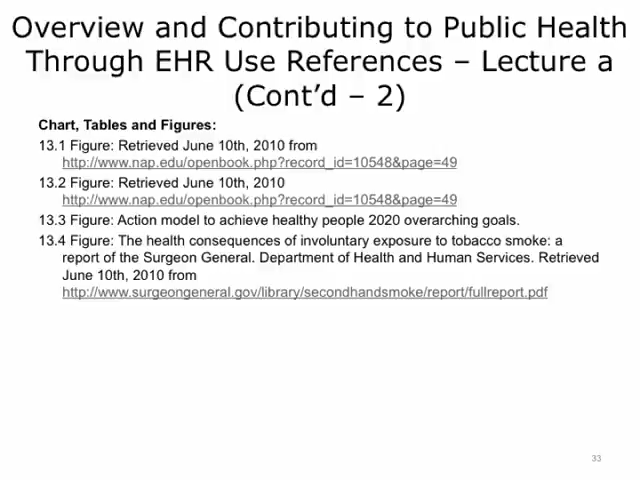 Overview and Contributing to Public Health
Through EHR Use References – Lecture a
(Cont’d – 2)
Chart, Tables and Figures:
13.1 Figure: Retrieved June 10th, 2010 from
http://www.nap.edu/openbook.php?record_id=10548&page=49
13.2 Figure: Retrieved June 10th, 2010
http://www.nap.edu/openbook.php?record_id=10548&page=49
13.3 Figure: Action model to achieve healthy people 2020 overarching goals.
13.4 Figure: The health consequences of involuntary exposure to tobacco smoke: a
report of the Surgeon General. Department of Health and Human Services. Retrieved
June 10th, 2010 from
http://www.surgeongeneral.gov/library/secondhandsmoke/report/fullreport.pdf
33